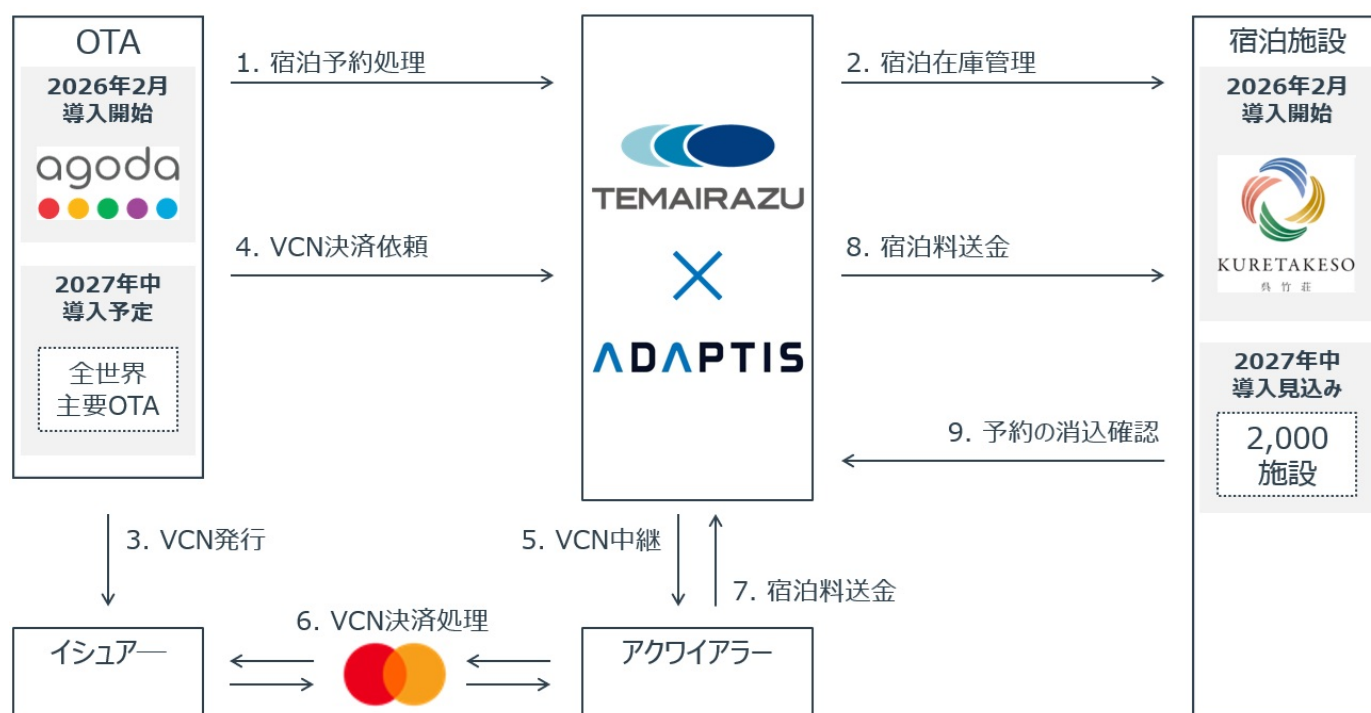 OTA
2026年2月
導入開始
agoda
2027年中
導入予定
全世界
主要OTA
1. 宿泊予約処理
4. VCN決済依頼
TEMAIRAZU
×
ADAPTIS
2. 宿泊在庫管理
8. 宿泊料送金
9. 予約の消込確認
宿泊施設
2026年2月
導入開始
KURETAKESO
呉竹荘
2027年中
導入見込み
2,000
施設
3. VCN発行
5. VCN中継
7. 宿泊料送金
6. VCN決済処理
イシュアー
アクワイアラー